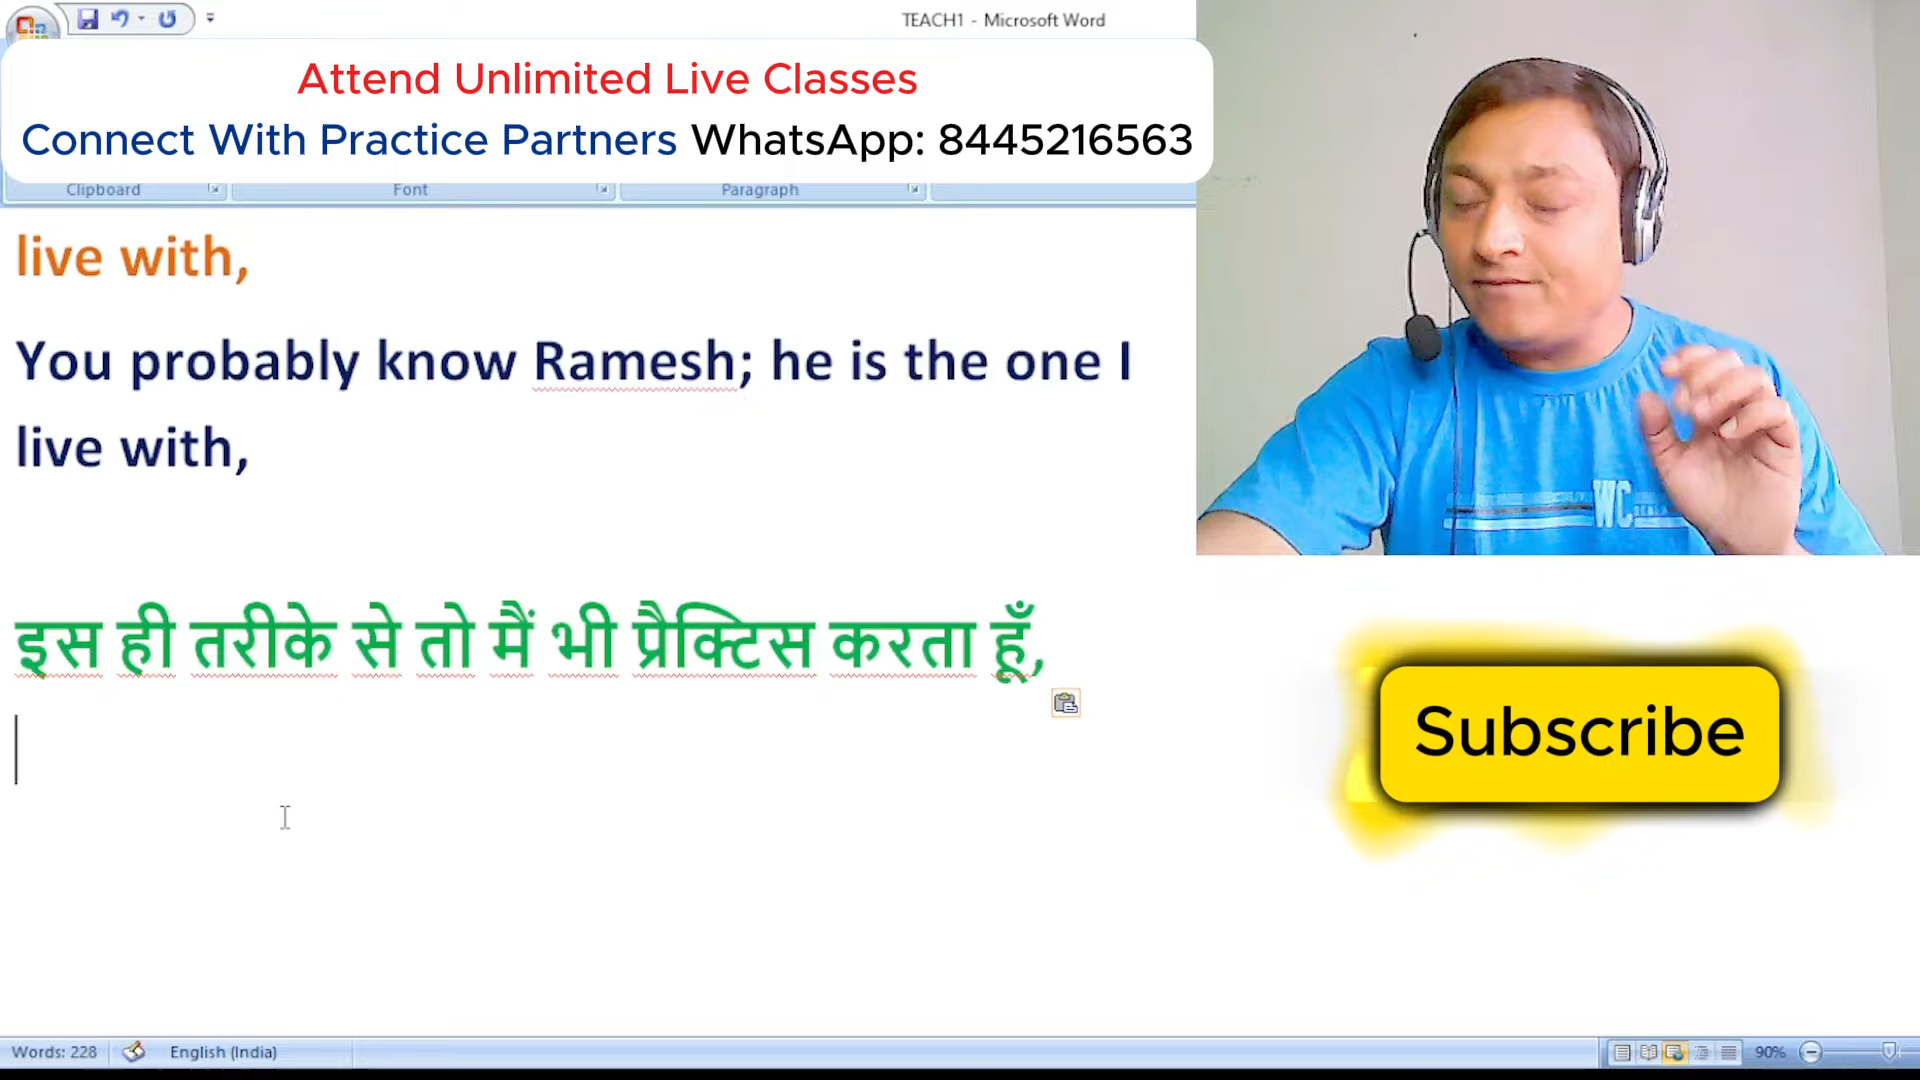 TEACH1 - Microsoft Word
Attend Unlimited Live Classes
Connect With Practice Partners WhatsApp: 8445216563
Clipboard Font Paragraph
live with,
You probably know Ramesh; he is the one I
live with,
WC
इस ही तरीके से तो मैं भी प्रैक्टिस करता हूँ,
Subscribe
Words: 228 English (India) 90%